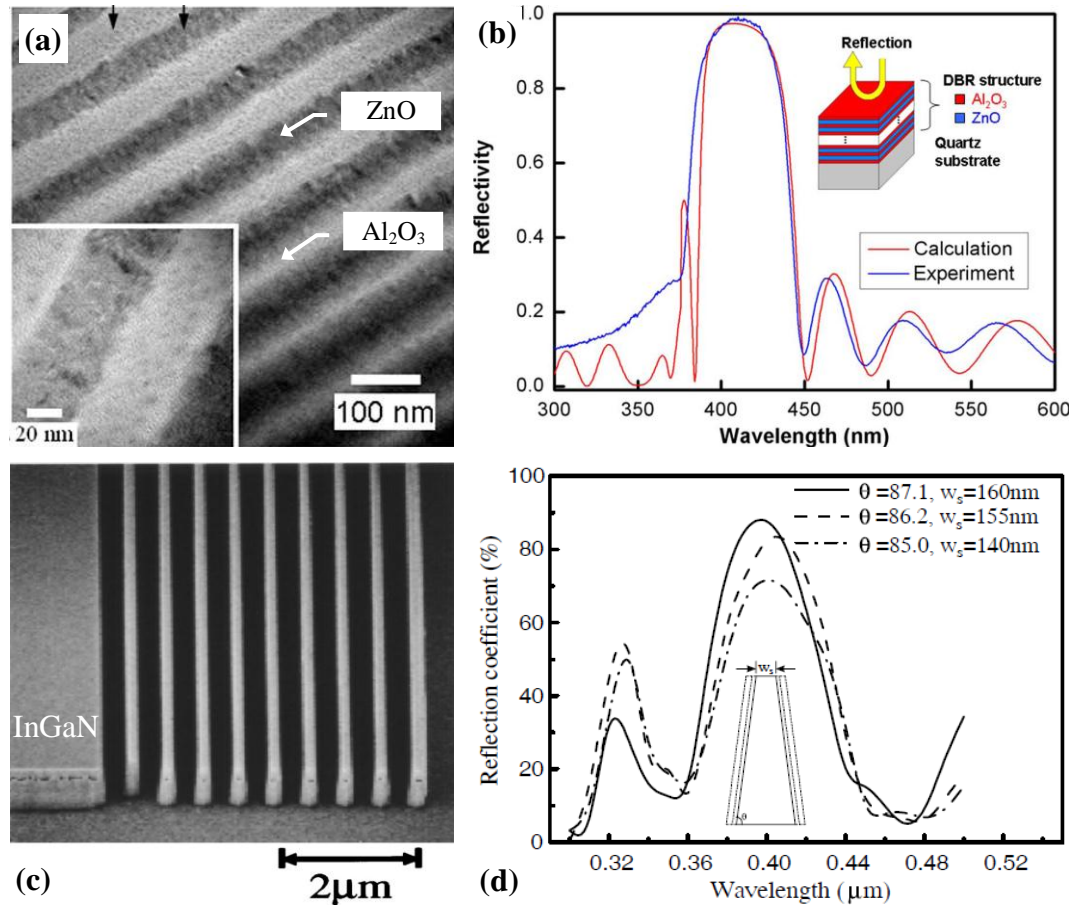 (a)
ZnO
Al₂O₃
20 nm
100 nm
(b)
Reflectivity
1.0
0.8
0.6
0.4
0.2
0.0
Reflection
DBR structure
Al₂O₃
ZnO
Quartz
substrate
Calculation
Experiment
300 350 400 450 500 550 600
Wavelength (nm)
InGaN
2μm
(c)
Reflection coefficient (%)
100
80
60
40
20
0
θ =87.1, wₛ=160nm
θ =86.2, wₛ=155nm
θ =85.0, wₛ=140nm
wₛ
θ
0.32 0.36 0.40 0.44 0.48 0.52
Wavelength (μm)
(d)